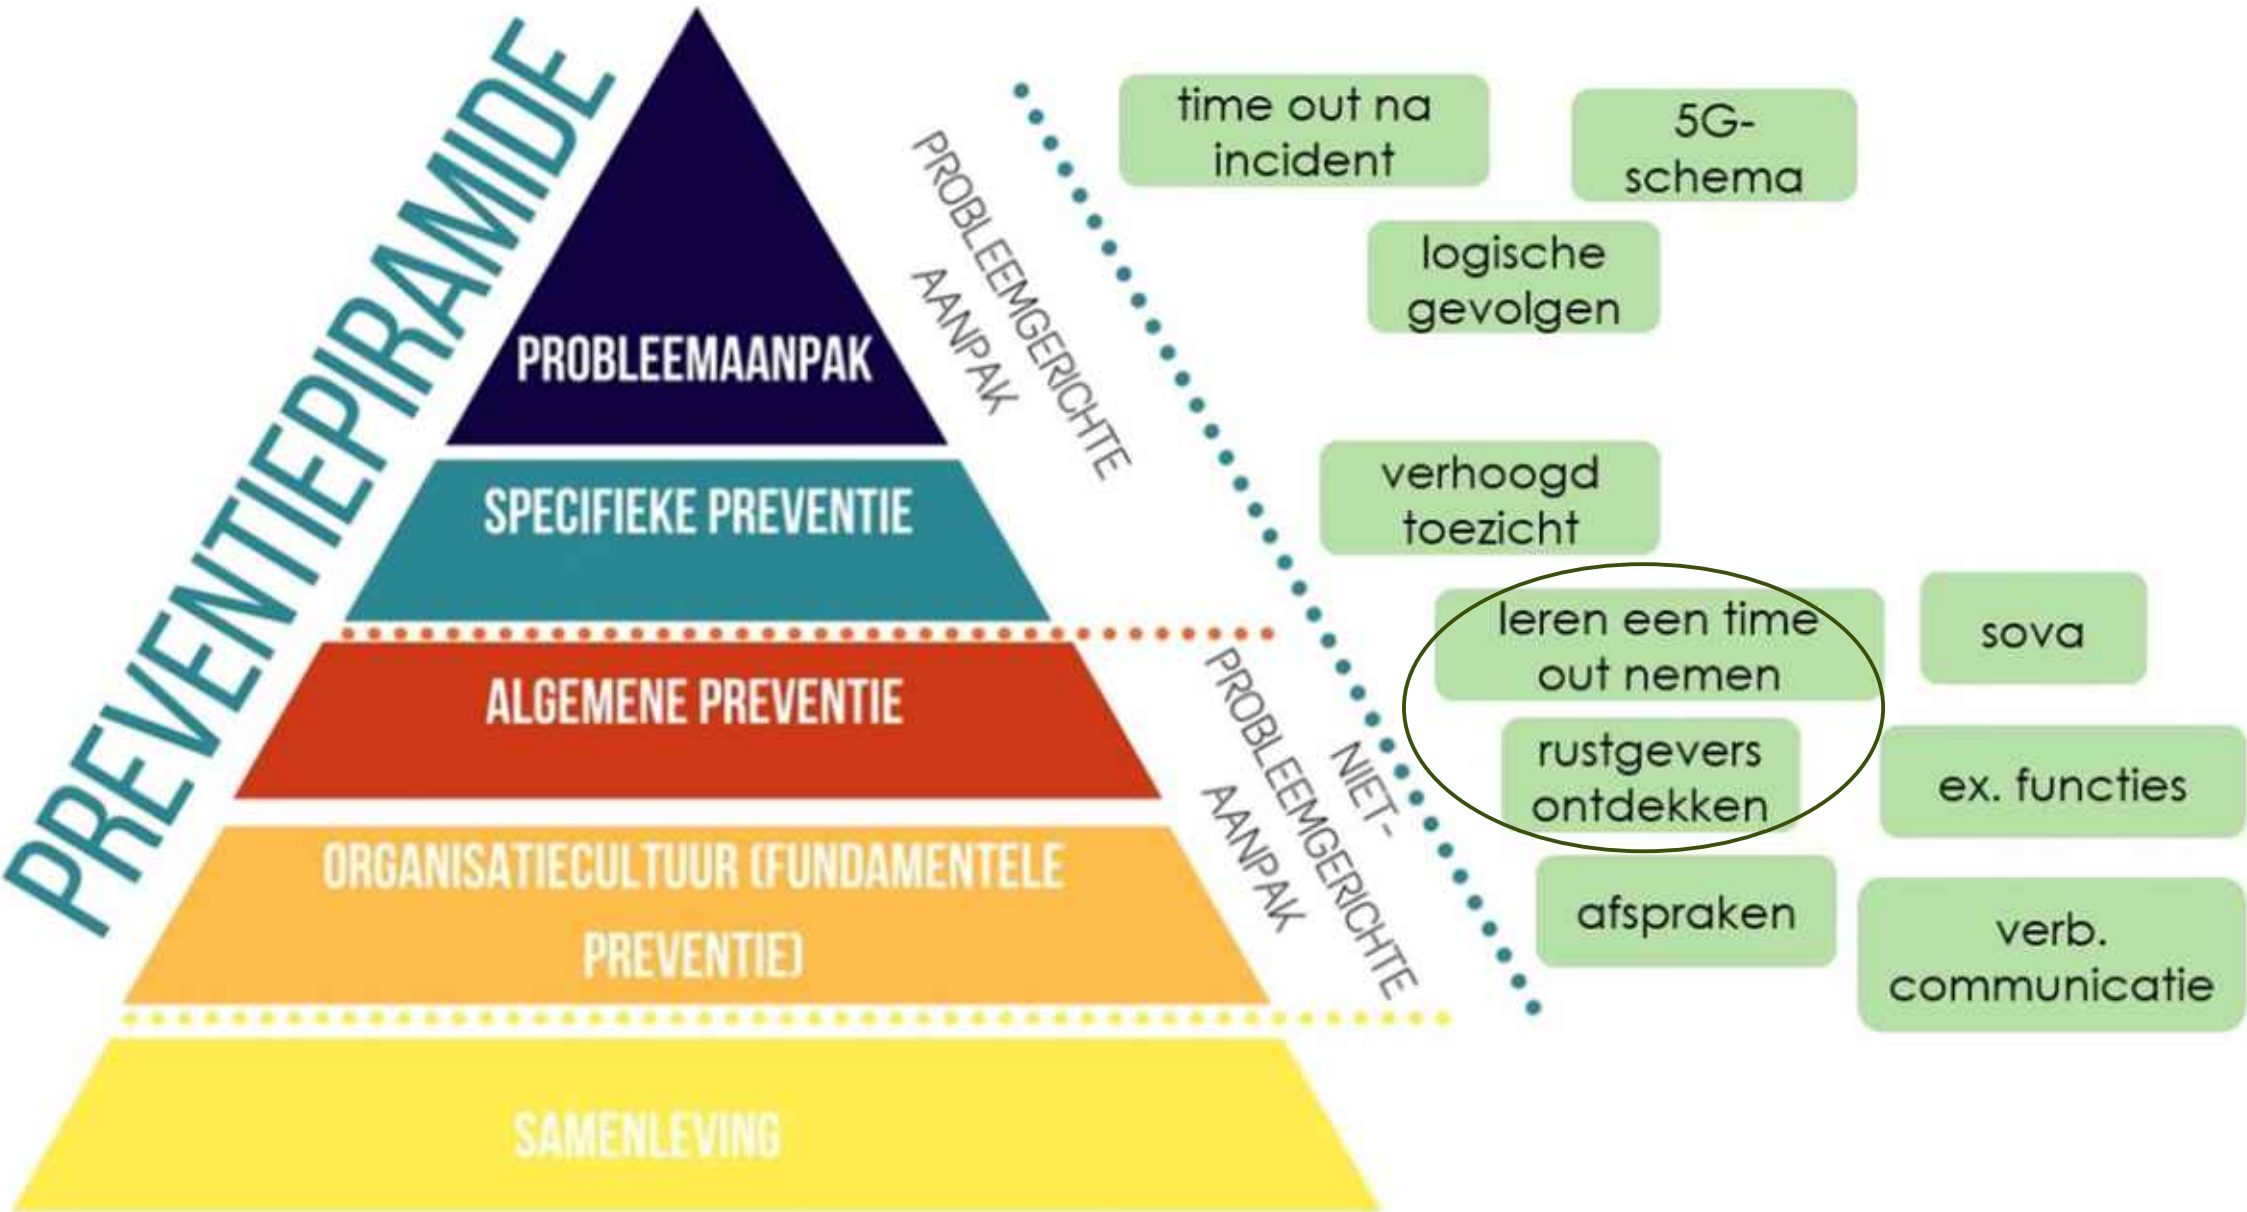 PREVENTIEPIRAMIDE
PROBLEEMAANPAK
SPECIFIEKE PREVENTIE
ALGEMENE PREVENTIE
ORGANISATIECULTUUR (FUNDAMENTELE
PREVENTIE)
SAMENLEVING
PROBLEEMGERICHTE
AANPAK
NIET-
PROBLEEMGERICHTE
AANPAK
time out na
incident
5G-
schema
logische
gevolgen
verhoogd
toezicht
leren een time
out nemen
sova
rustgevers
ontdekken
ex. functies
afspraken
verb.
communicatie